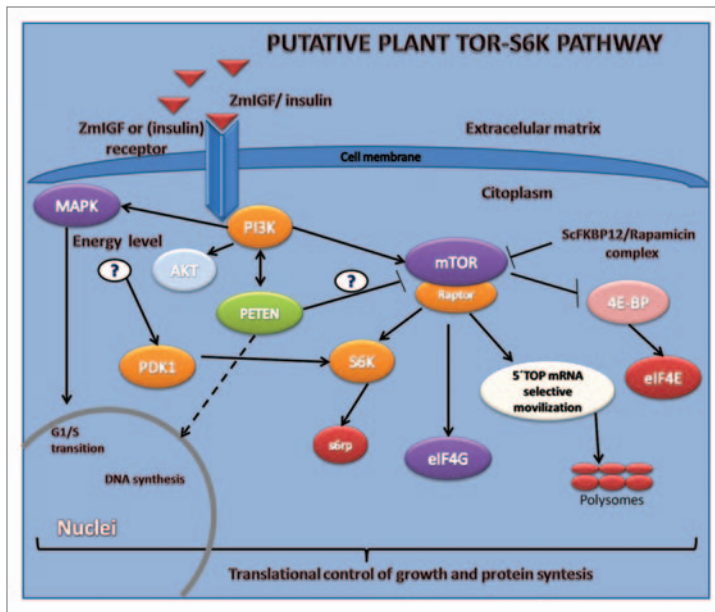 PUTATIVE PLANT TOR-S6K PATHWAY
ZmIGF/ insulin
ZmIGF or (insulin)
receptor
Extracelular matrix
Cell membrane
Citoplasm
MAPK
PI3K
Energy level
AKT
?
?
mTOR
Raptor
ScFKBP12/Rapamicin
complex
4E-BP
PETEN
PDK1
S6K
eIF4E
5´TOP mRNA
selective
movilization
G1/S
transition
s6rp
eIF4G
DNA synthesis
Polysomes
Nuclei
Translational control of growth and protein syntesis